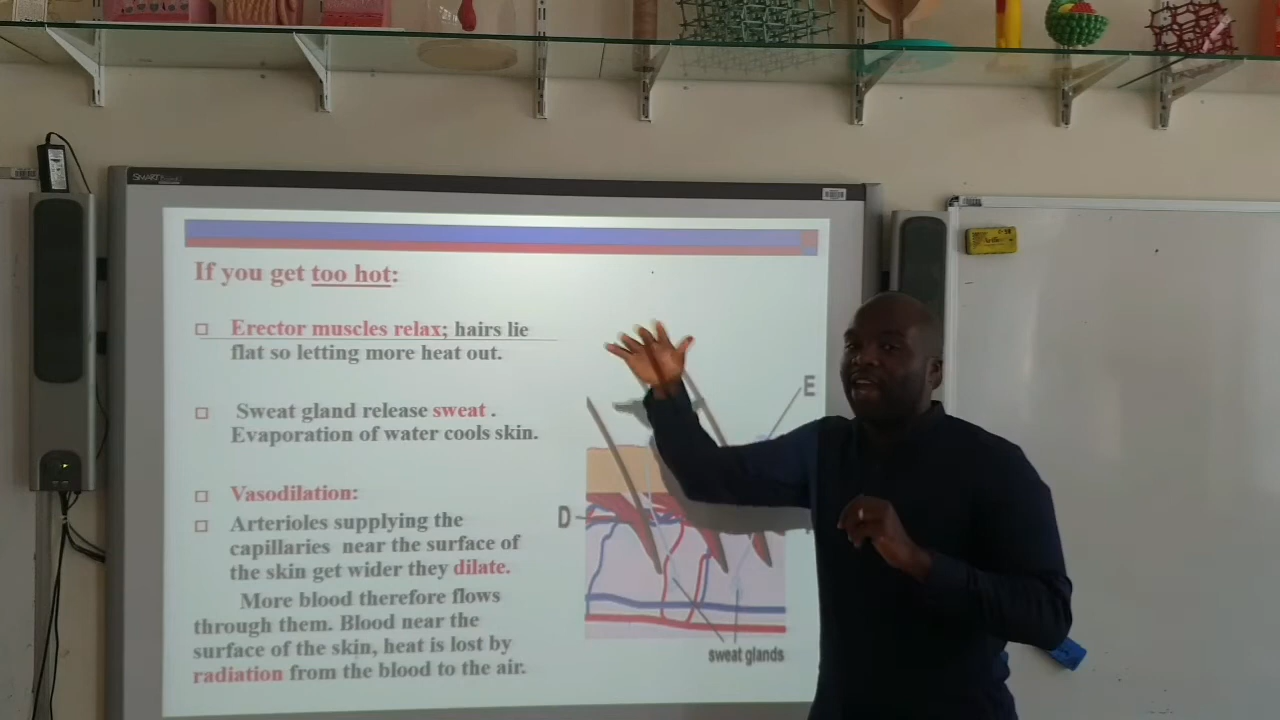 SMART
If you get too hot:
Erector muscles relax; hairs lie
flat so letting more heat out.
Sweat gland release sweat .
Evaporation of water cools skin.
Vasodilation:
Arterioles supplying the
capillaries near the surface of
the skin get wider they dilate.
More blood therefore flows
through them. Blood near the
surface of the skin, heat is lost by
radiation from the blood to the air.
E
D
sweat glands